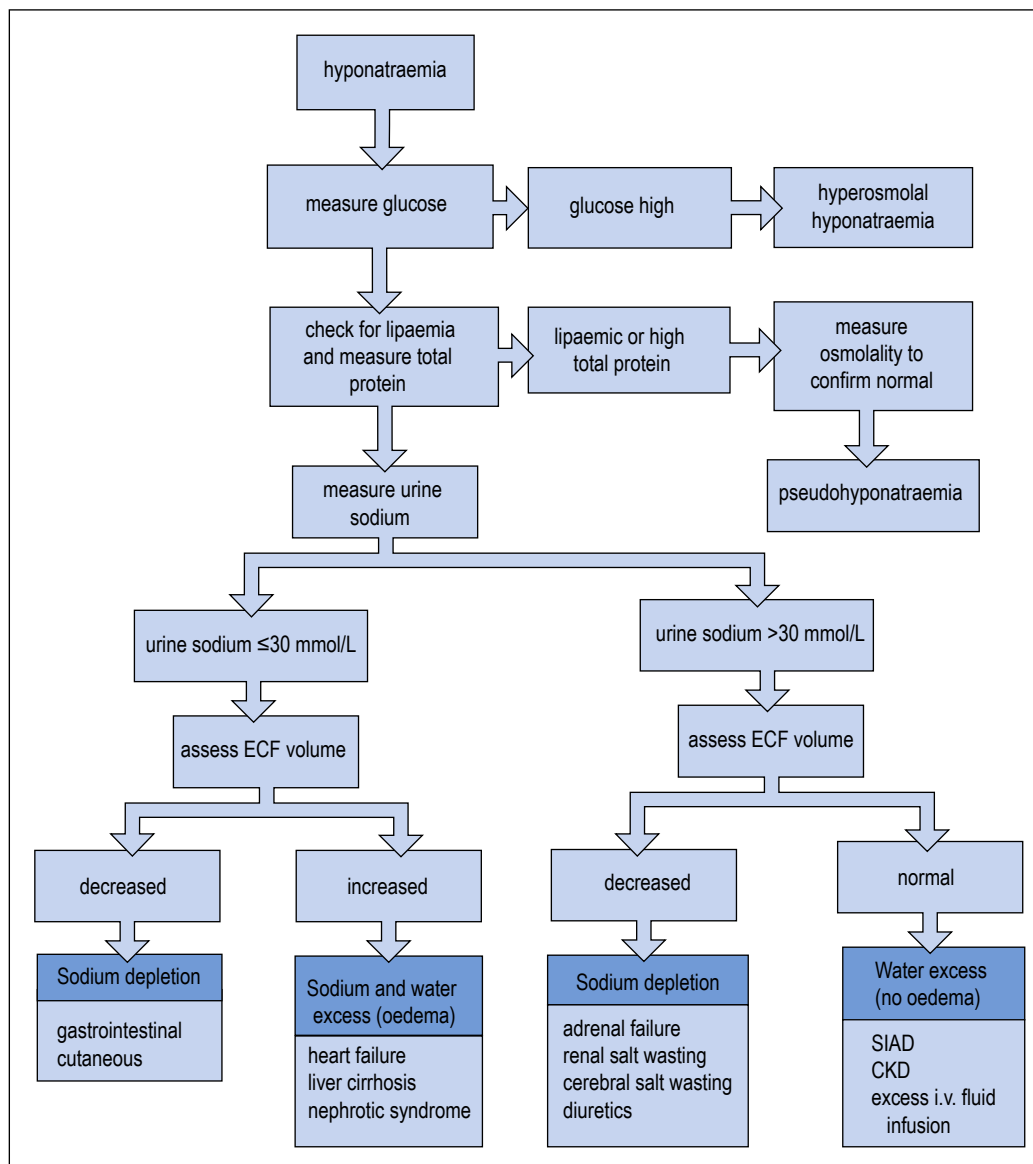 hyponatraemia
measure glucose
glucose high
hyperosmolal
hyponatraemia
check for lipaemia
and measure total
protein
lipaemic or high
total protein
measure
osmolality to
confirm normal
pseudohyponatraemia
measure urine
sodium
urine sodium ≤30 mmol/L
urine sodium >30 mmol/L
assess ECF volume
assess ECF volume
decreased
increased
decreased
normal
Sodium depletion
gastrointestinal
cutaneous
Sodium and water
excess (oedema)
heart failure
liver cirrhosis
nephrotic syndrome
Sodium depletion
adrenal failure
renal salt wasting
cerebral salt wasting
diuretics
Water excess
(no oedema)
SIAD
CKD
excess i.v. fluid
infusion